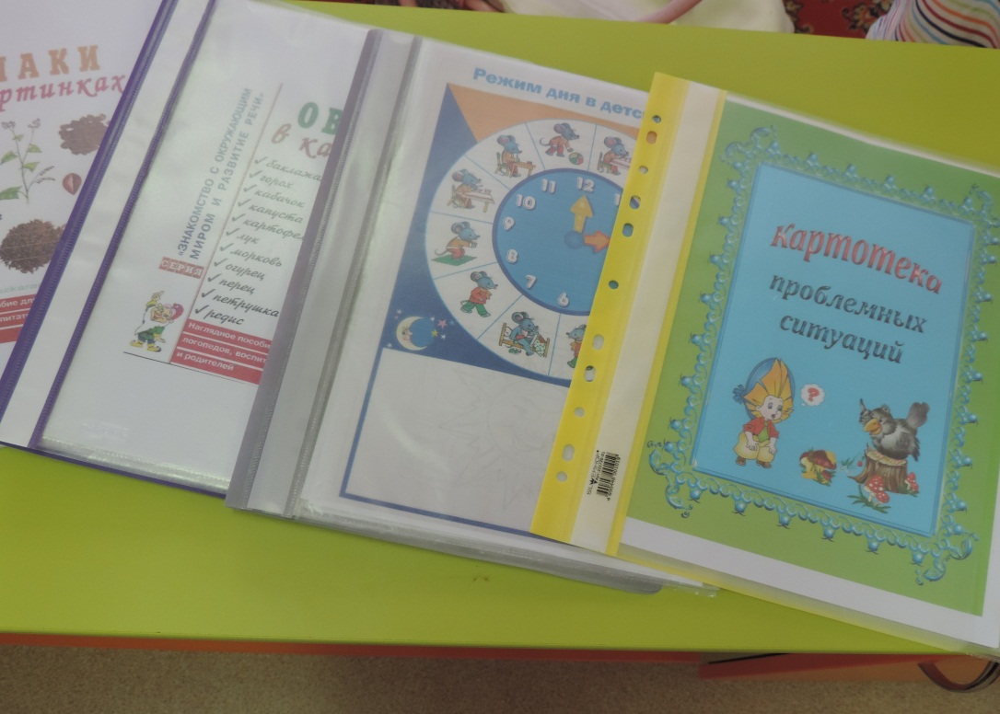 ЛАКИ
ртинках
СЕРИЯ
«ЗНАКОМСТВО С ОКРУЖАЮЩИМ
МИРОМ И РАЗВИТИЕ РЕЧИ»
ОВ
в ка
✓ баклажа
✓ горох
✓ кабачок
✓ капуста
✓ картофел
✓ лук
✓ морковь
✓ огурец
✓ перец
✓ петрушка
✓ редис
Наглядное пособи
логопедов, воспит
и родителей
Режим дня в детс
11 12 1
10
9
8
7
6
Картотека
проблемных
ситуаций
?